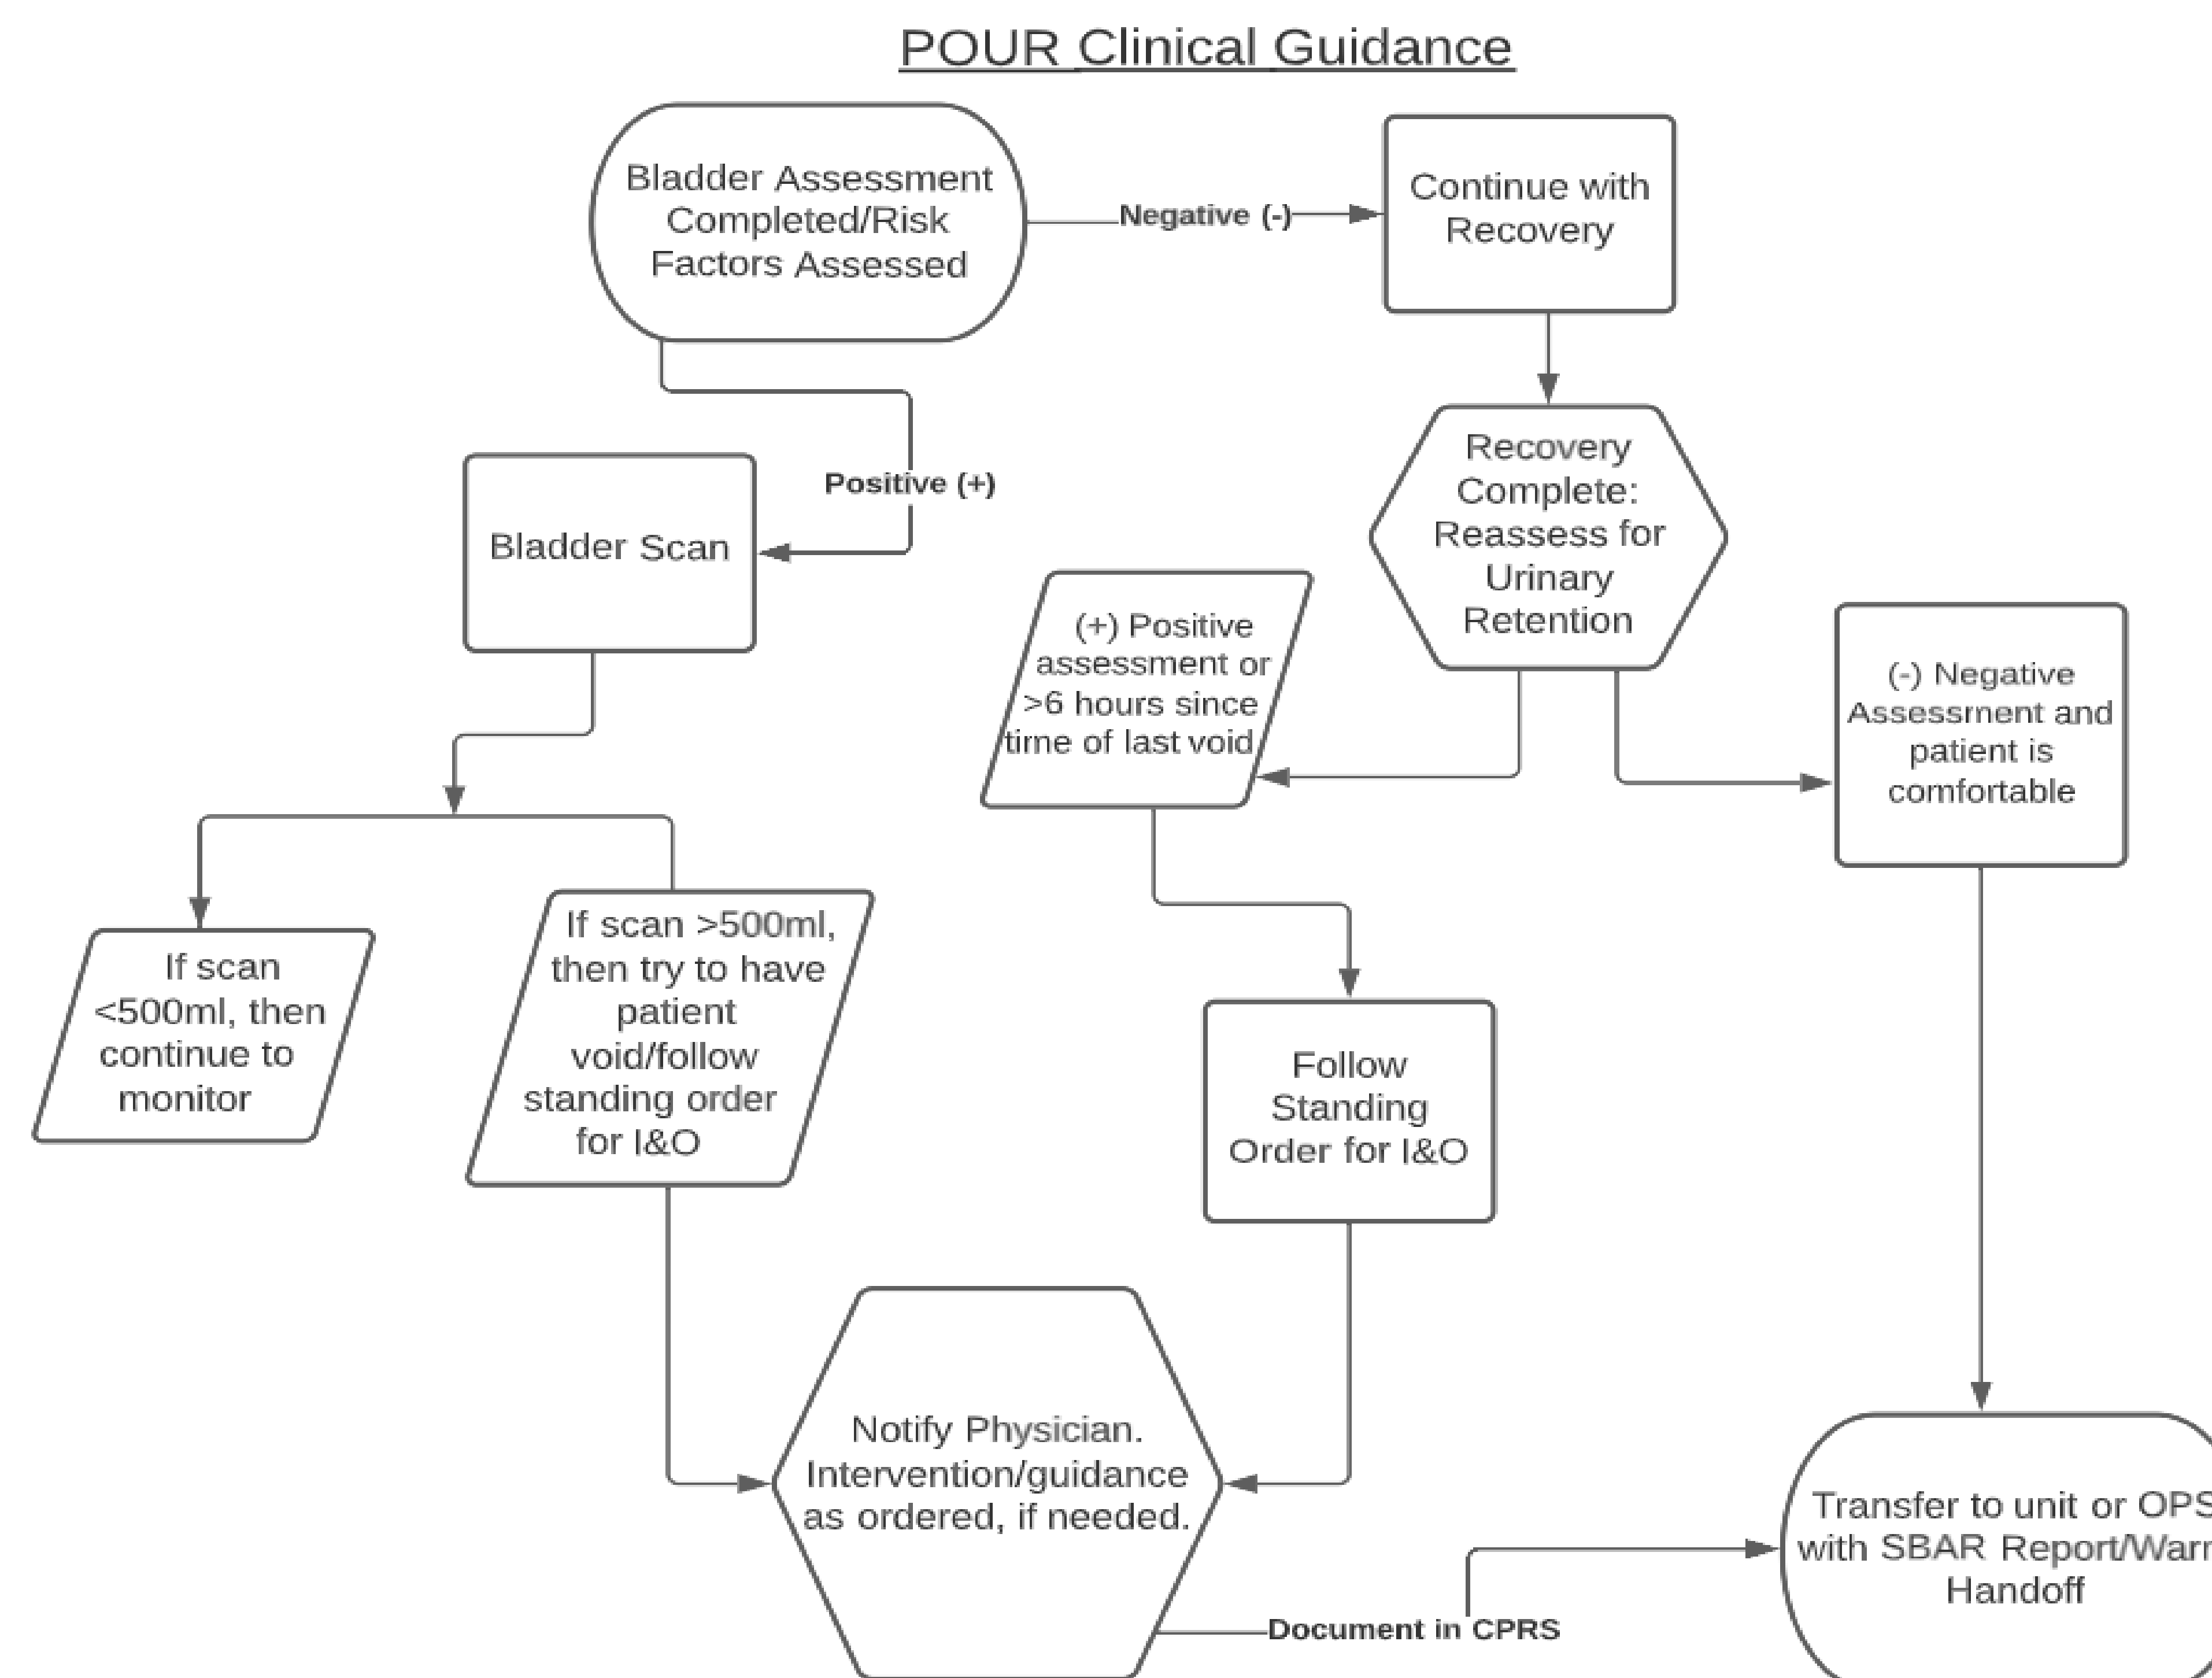 POUR Clinical Guidance
Bladder Assessment
Completed/Risk
Factors Assessed
Negative (-)
Continue with
Recovery
Positive (+)
Bladder Scan
Recovery
Complete:
Reassess for
Urinary
Retention
(+) Positive
assessment or
>6 hours since
time of last void
(-) Negative
Assessment and
patient is
comfortable
If scan
<500ml, then
continue to
monitor
If scan >500ml,
then try to have
patient
void/follow
standing order
for I&O
Follow
Standing
Order for I&O
Notify Physician.
Intervention/guidance
as ordered, if needed.
Document in CPRS
Transfer to unit or OPS
with SBAR Report/
Handoff